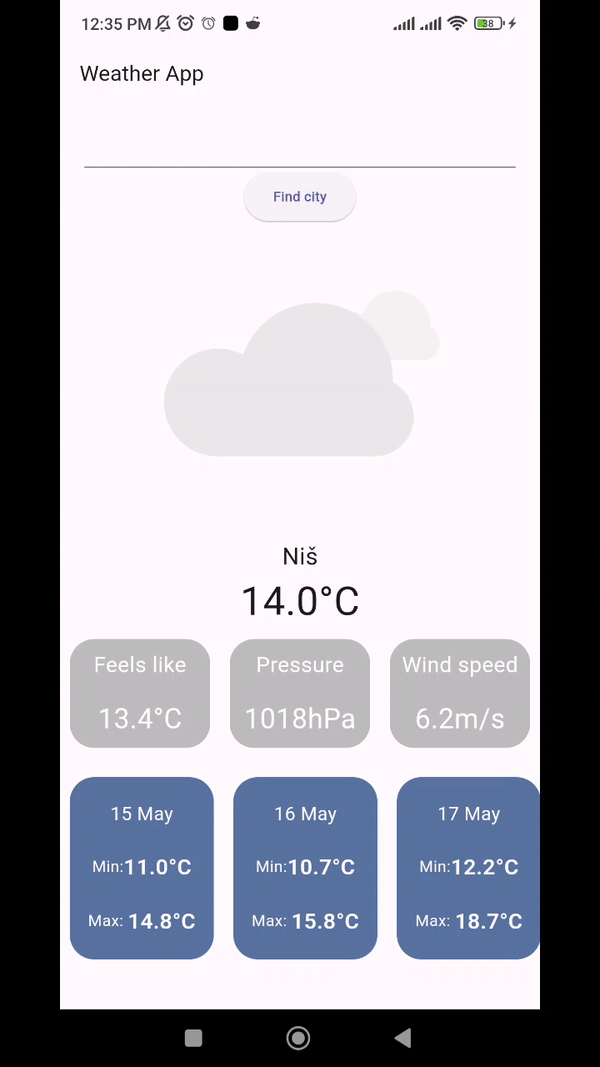 12:35 PM 38
Weather App
Find city
Niš
14.0°C
Feels like Pressure Wind speed
13.4°C 1018hPa 6.2m/s
15 May 16 May 17 May
Min:11.0°C Min:10.7°C Min:12.2°C
Max: 14.8°C Max: 15.8°C Max: 18.7°C